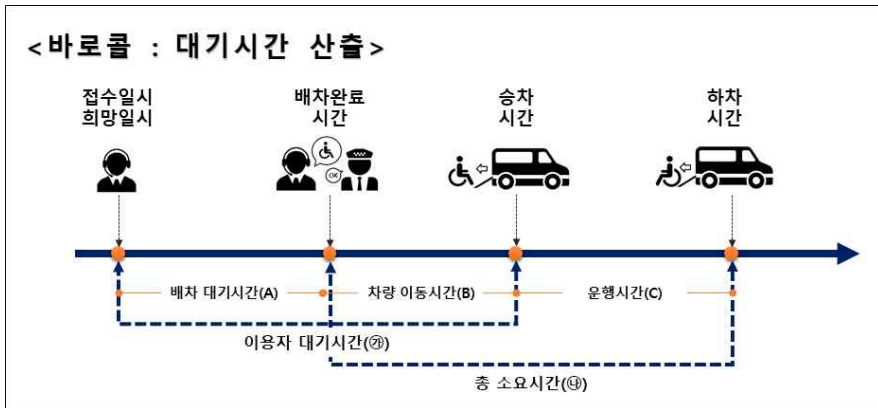 <바로콜 : 대기시간 산출>
접수일시
희망일시
배차완료
시간
승차
시간
하차
시간
OK
배차 대기시간(A)
차량 이동시간(B)
운행시간(C)
이용자 대기시간(㉮)
총 소요시간(㉯)